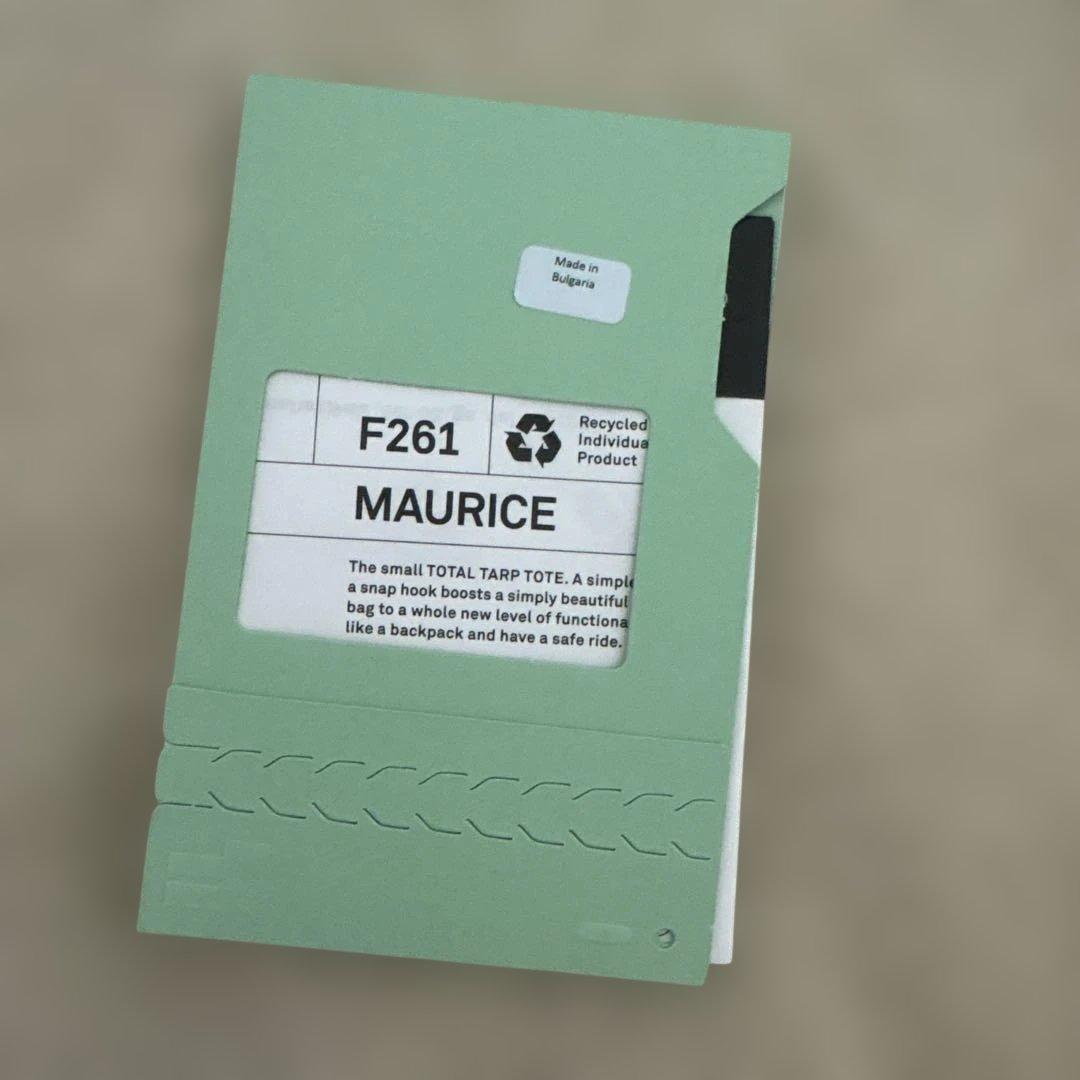 Made in
Bulgaria
F261
Recycled
Individua
Product
MAURICE
The small TOTAL TARP TOTE. A simple
a snap hook boosts a simply beautiful
bag to a whole new level of functiona
like a backpack and have a safe ride.